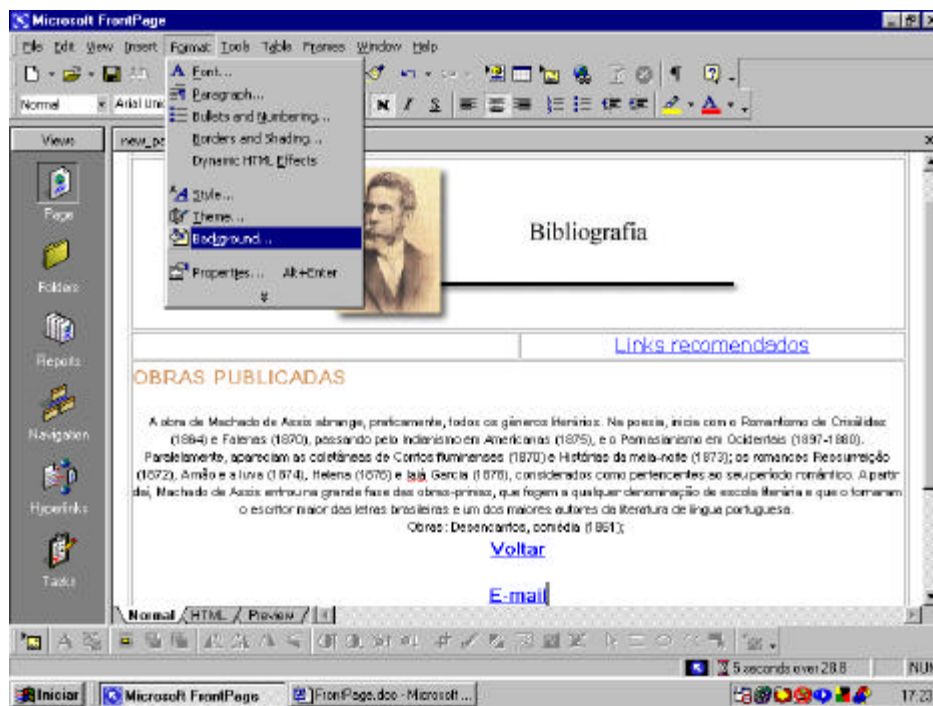 Microsoft FrontPage
File Edit View Insert Format Tools Table Frames Window Help
Normal Arial Unic N I S
Views new_p
Font...
Paragraph...
Bullets and Numbering...
Borders and Shading...
Dynamic HTML Effects
Style...
Theme...
Background...
Properties... Alt+Enter
Page
Folders
Reports
Navigation
Hyperlinks
Tasks
Bibliografia
Links recomendados
OBRAS PUBLICADAS
A obra de Machado de Assis abrange, praticamente, todos os gêneros literários. Na poesia, inicia com o Romantismo de Crisálidas
(1864) e Falenas (1870), passando pelo Indianismo em Americanas (1875), e o Parnasianismo em Ocidentais (1897-1880).
Paralelamente, apareciam as coletâneas de Contos fluminenses (1870) e Histórias da meia-noite (1873); os romances Ressurreição
(1872), A mão e a luva (1874), Helena (1876) e Iaiá Garcia (1878), considerados como pertencentes ao seu período romântico. A partir
daí, Machado de Assis entrou na grande fase das obras-primas, que fogem a qualquer denominação de escola literária e que o tornaram
o escritor maior das letras brasileiras e um dos maiores autores da literatura de língua portuguesa.
Obras: Desencantos, comédia (1861);
Voltar
E-mail
Normal HTML Preview
5 seconds over 28.8 NUM
Iniciar Microsoft FrontPage FrontPage.doc - Microsoft ... 17:23